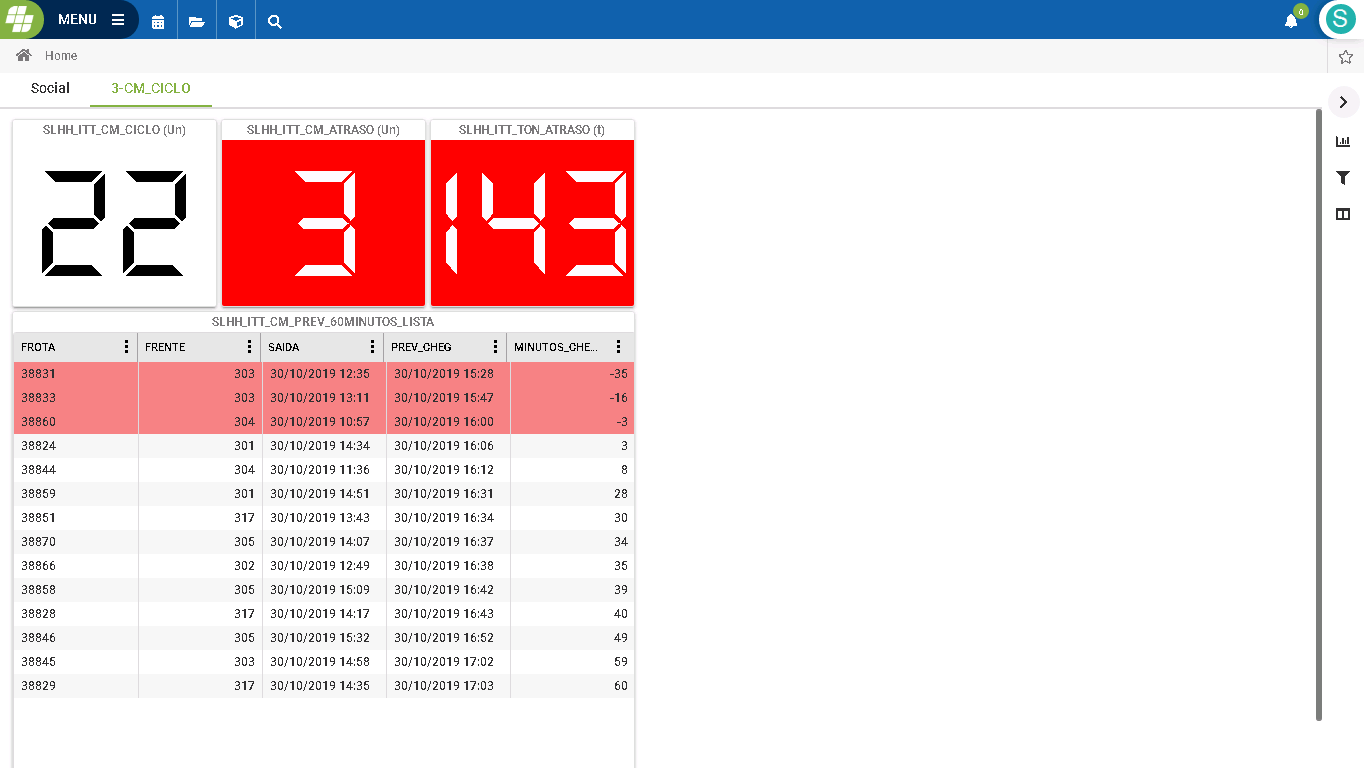 MENU
0
S
Home
Social 3-CM_CICLO
SLHH_ITT_CM_CICLO (Un) SLHH_ITT_CM_ATRASO (Un) SLHH_ITT_TON_ATRASO (t)
22 3 143
SLHH_ITT_CM_PREV_60MINUTOS_LISTA
FROTA FRENTE SAIDA PREV_CHEG MINUTOS_CHE...
38831 303 30/10/2019 12:35 30/10/2019 15:28 -35
38833 303 30/10/2019 13:11 30/10/2019 15:47 -16
38860 304 30/10/2019 10:57 30/10/2019 16:00 -3
38824 301 30/10/2019 14:34 30/10/2019 16:06 3
38844 304 30/10/2019 11:36 30/10/2019 16:12 8
38859 301 30/10/2019 14:51 30/10/2019 16:31 28
38851 317 30/10/2019 13:43 30/10/2019 16:34 30
38870 305 30/10/2019 14:07 30/10/2019 16:37 34
38866 302 30/10/2019 12:49 30/10/2019 16:38 35
38858 305 30/10/2019 15:09 30/10/2019 16:42 39
38828 317 30/10/2019 14:17 30/10/2019 16:43 40
38846 305 30/10/2019 15:32 30/10/2019 16:52 49
38845 303 30/10/2019 14:58 30/10/2019 17:02 59
38829 317 30/10/2019 14:35 30/10/2019 17:03 60